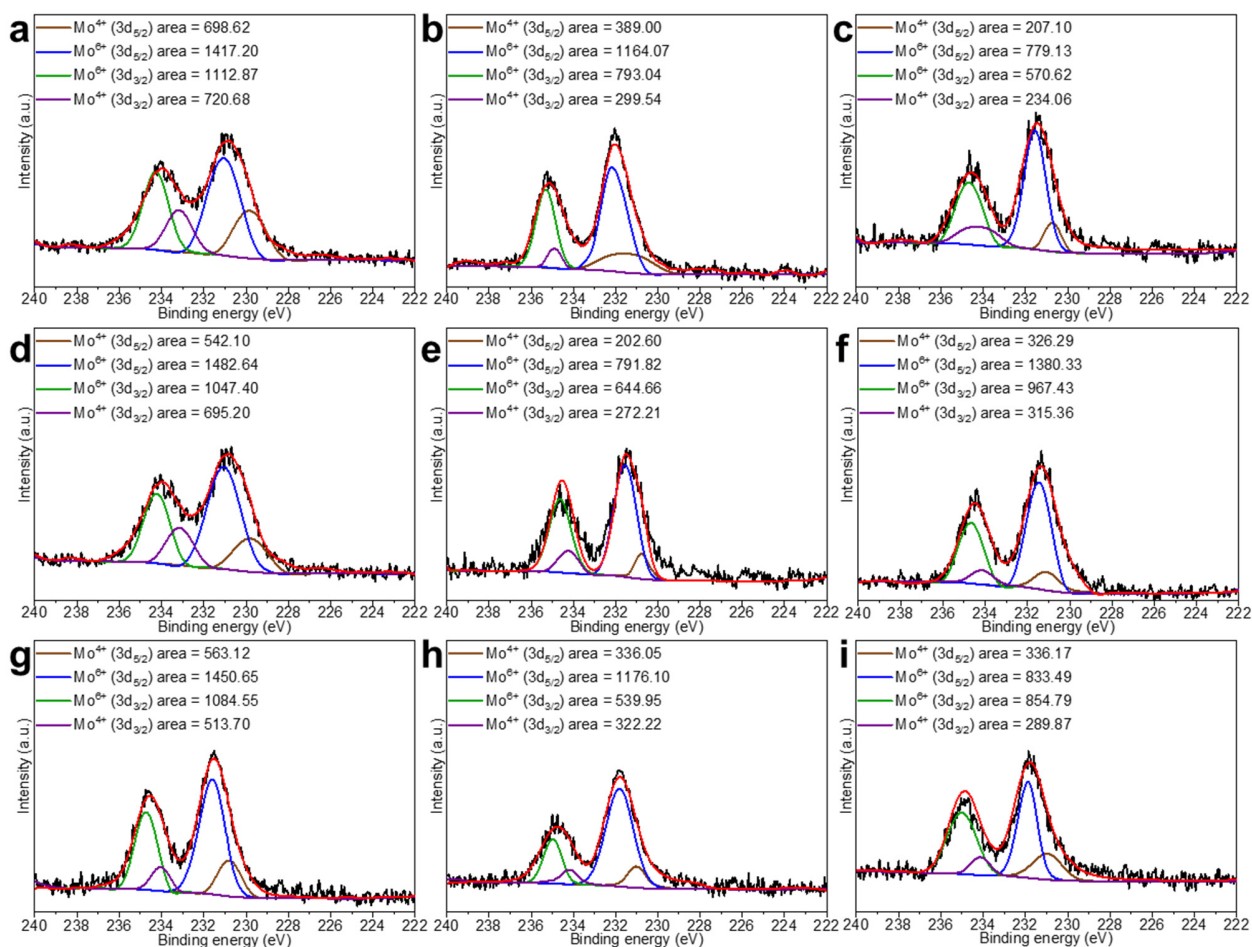 a
Mo⁴⁺ (3d₅/₂) area = 698.62
Mo⁶⁺ (3d₅/₂) area = 1417.20
Mo⁶⁺ (3d₃/₂) area = 1112.87
Mo⁴⁺ (3d₃/₂) area = 720.68
Intensity (a.u.)
240 238 236 234 232 230 228 226 224 222
Binding energy (eV)
b
Mo⁴⁺ (3d₅/₂) area = 389.00
Mo⁶⁺ (3d₅/₂) area = 1164.07
Mo⁶⁺ (3d₃/₂) area = 793.04
Mo⁴⁺ (3d₃/₂) area = 299.54
Intensity (a.u.)
240 238 236 234 232 230 228 226 224 222
Binding energy (eV)
c
Mo⁴⁺ (3d₅/₂) area = 207.10
Mo⁶⁺ (3d₅/₂) area = 779.13
Mo⁶⁺ (3d₃/₂) area = 570.62
Mo⁴⁺ (3d₃/₂) area = 234.06
Intensity (a.u.)
240 238 236 234 232 230 228 226 224 222
Binding energy (eV)
d
Mo⁴⁺ (3d₅/₂) area = 542.10
Mo⁶⁺ (3d₅/₂) area = 1482.64
Mo⁶⁺ (3d₃/₂) area = 1047.40
Mo⁴⁺ (3d₃/₂) area = 695.20
Intensity (a.u.)
240 238 236 234 232 230 228 226 224 222
Binding energy (eV)
e
Mo⁴⁺ (3d₅/₂) area = 202.60
Mo⁶⁺ (3d₅/₂) area = 791.82
Mo⁶⁺ (3d₃/₂) area = 644.66
Mo⁴⁺ (3d₃/₂) area = 272.21
Intensity (a.u.)
240 238 236 234 232 230 228 226 224 222
Binding energy (eV)
f
Mo⁴⁺ (3d₅/₂) area = 326.29
Mo⁶⁺ (3d₅/₂) area = 1380.33
Mo⁶⁺ (3d₃/₂) area = 967.43
Mo⁴⁺ (3d₃/₂) area = 315.36
Intensity (a.u.)
240 238 236 234 232 230 228 226 224 222
Binding energy (eV)
g
Mo⁴⁺ (3d₅/₂) area = 563.12
Mo⁶⁺ (3d₅/₂) area = 1450.65
Mo⁶⁺ (3d₃/₂) area = 1084.55
Mo⁴⁺ (3d₃/₂) area = 513.70
Intensity (a.u.)
240 238 236 234 232 230 228 226 224 222
Binding energy (eV)
h
Mo⁴⁺ (3d₅/₂) area = 336.05
Mo⁶⁺ (3d₅/₂) area = 1176.10
Mo⁶⁺ (3d₃/₂) area = 539.95
Mo⁴⁺ (3d₃/₂) area = 322.22
Intensity (a.u.)
240 238 236 234 232 230 228 226 224 222
Binding energy (eV)
i
Mo⁴⁺ (3d₅/₂) area = 336.17
Mo⁶⁺ (3d₅/₂) area = 833.49
Mo⁶⁺ (3d₃/₂) area = 854.79
Mo⁴⁺ (3d₃/₂) area = 289.87
Intensity (a.u.)
240 238 236 234 232 230 228 226 224 222
Binding energy (eV)